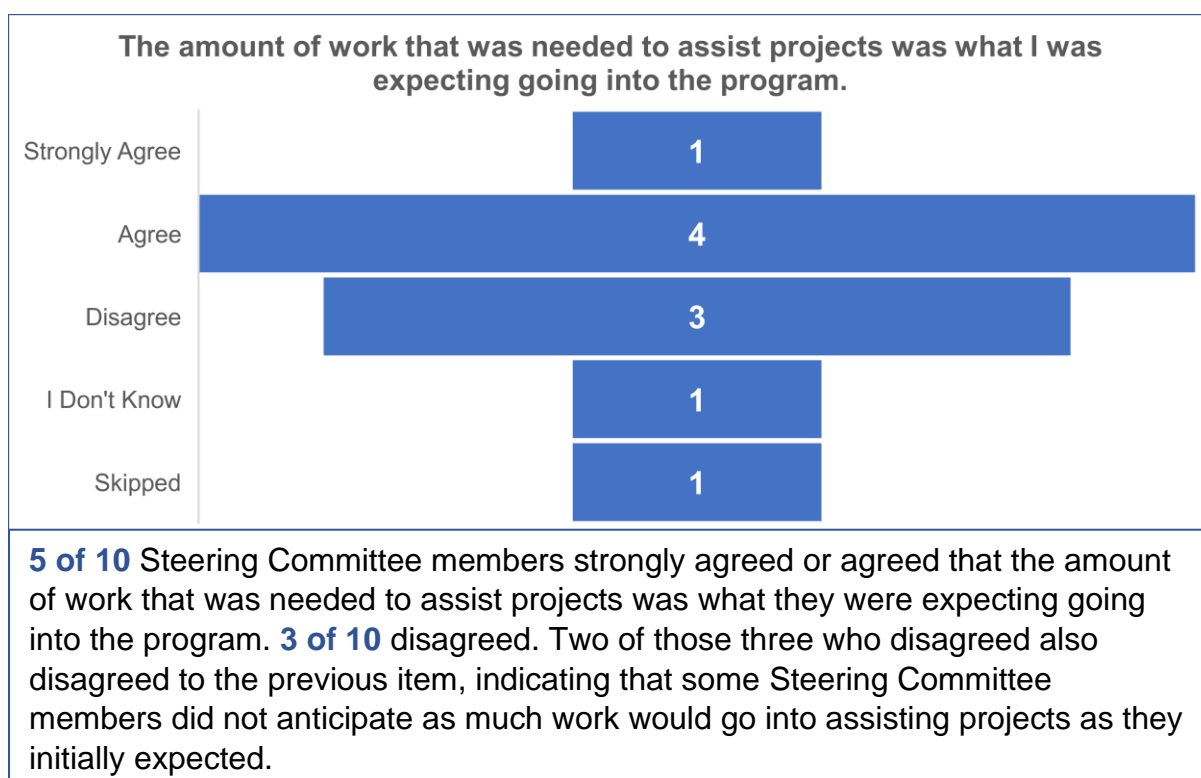 The amount of work that was needed to assist projects was what I was
expecting going into the program.
Strongly Agree
1
Agree
4
Disagree
3
I Don't Know
1
Skipped
1
5 of 10 Steering Committee members strongly agreed or agreed that the amount
of work that was needed to assist projects was what they were expecting going
into the program. 3 of 10 disagreed. Two of those three who disagreed also
disagreed to the previous item, indicating that some Steering Committee
members did not anticipate as much work would go into assisting projects as they
initially expected.